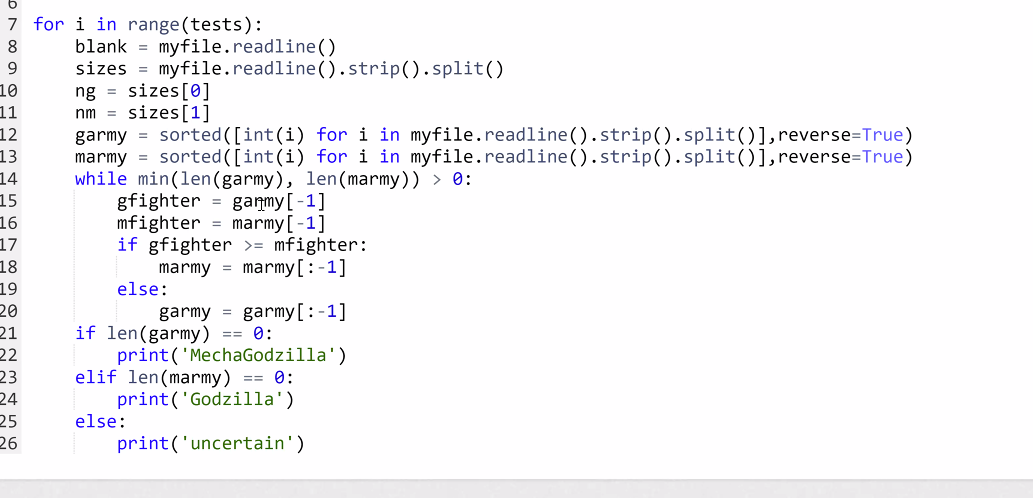 6
7 for i in range(tests):
8     blank = myfile.readline()
9     sizes = myfile.readline().strip().split()
10     ng = sizes[0]
11     nm = sizes[1]
12     garmy = sorted([int(i) for i in myfile.readline().strip().split()],reverse=True)
13     marmy = sorted([int(i) for i in myfile.readline().strip().split()],reverse=True)
14     while min(len(garmy), len(marmy)) > 0:
15         gfighter = garmy[-1]
16         mfighter = marmy[-1]
17         if gfighter >= mfighter:
18             marmy = marmy[:-1]
19         else:
20             garmy = garmy[:-1]
21     if len(garmy) == 0:
22         print('MechaGodzilla')
23     elif len(marmy) == 0:
24         print('Godzilla')
25     else:
26         print('uncertain')